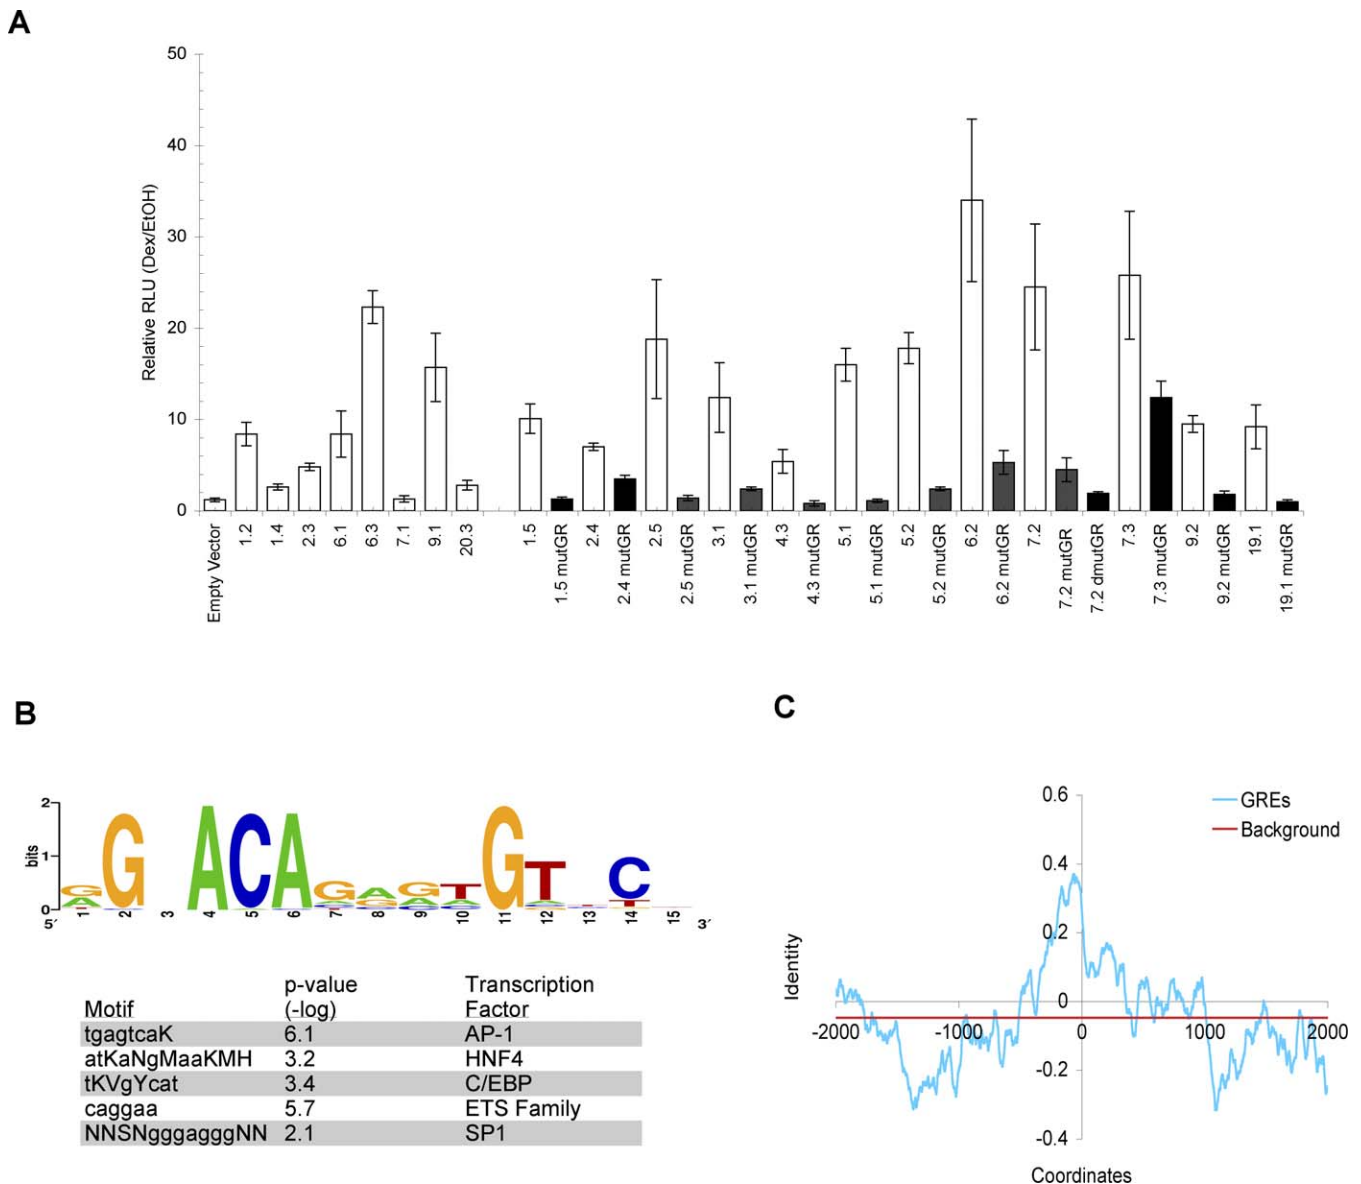 A
50
40
30
20
10
0
Relative RLU (Dex/EtOH)
Empty Vector
1.2
1.4
2.3
6.1
6.3
7.1
9.1
20.3
1.5
1.5 mutGR
2.4
2.4 mutGR
2.5
2.5 mutGR
3.1
3.1 mutGR
4.3
4.3 mutGR
5.1
5.1 mutGR
5.2
5.2 mutGR
6.2
6.2 mutGR
7.2
7.2 mutGR
7.2 dmutGR
7.3
7.3 mutGR
9.2
9.2 mutGR
19.1
19.1 mutGR
B
2
1
0
bits
5′ 1 2 3 4 5 6 7 8 9 10 11 12 13 14 15 3′
G G A C A G A G T G T C
Motif p-value (-log) Transcription Factor
tgagtcaK 6.1 AP-1
atKaNgMaaKMH 3.2 HNF4
tKVgYcat 3.4 C/EBP
caggaa 5.7 ETS Family
NNSNgggagggNN 2.1 SP1
C
0.6
0.4
0.2
0
-0.2
-0.4
Identity
-2000 -1000 0 1000 2000
Coordinates
GREs
Background